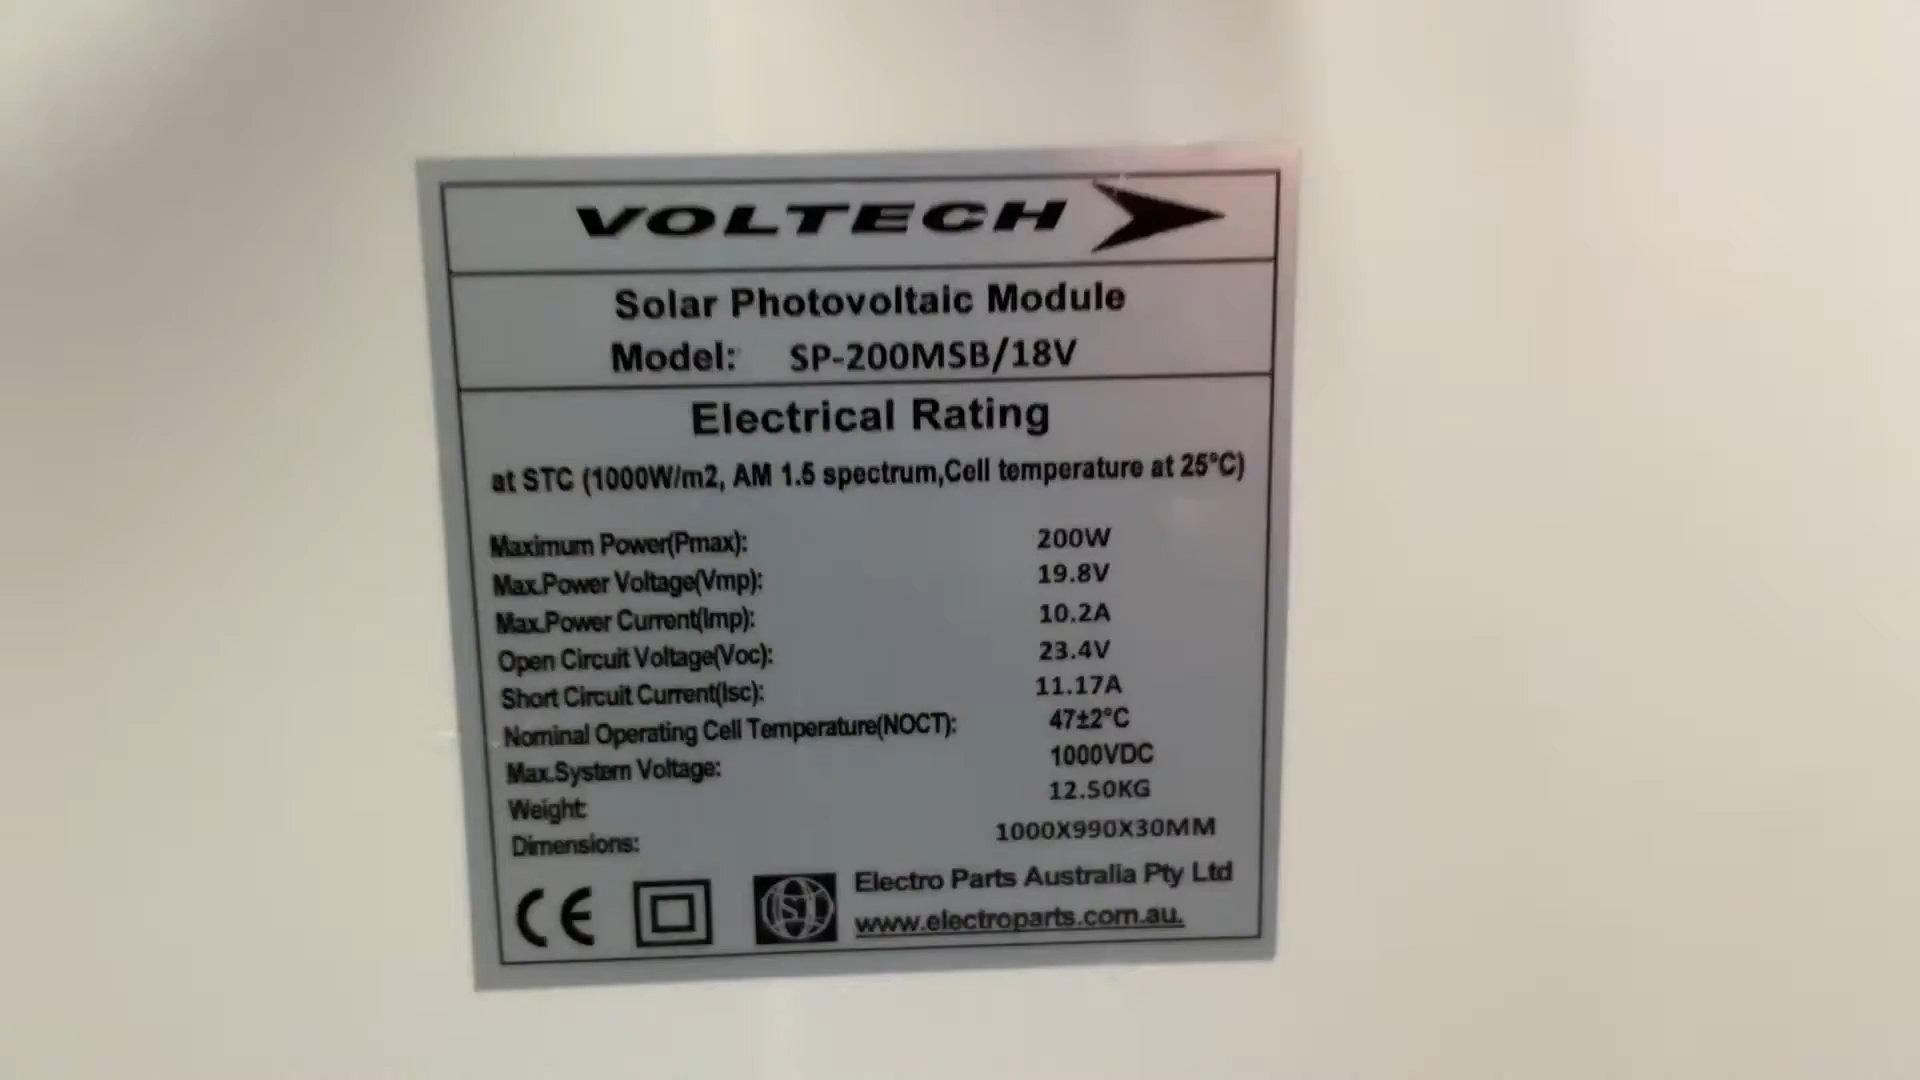 VOLTECH
Solar Photovoltaic Module
Model: SP-200MSB/18V
Electrical Rating
at STC (1000W/m2, AM 1.5 spectrum,Cell temperature at 25°C)
Maximum Power(Pmax): 200W
Max.Power Voltage(Vmp): 19.8V
Max.Power Current(Imp): 10.2A
Open Circuit Voltage(Voc): 23.4V
Short Circuit Current(Isc): 11.17A
Nominal Operating Cell Temperature(NOCT): 47±2°C
Max.System Voltage: 1000VDC
Weight: 12.50KG
Dimensions: 1000X990X30MM
CE
Electro Parts Australia Pty Ltd
www.electroparts.com.au.